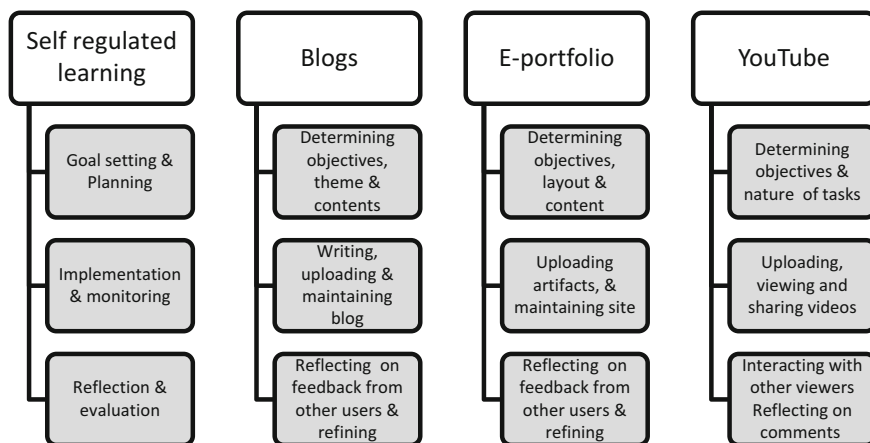 Self regulated
learning
Goal setting &
Planning
Implementation
& monitoring
Reflection &
evaluation
Blogs
Determining
objectives,
theme &
contents
Writing,
uploading &
maintaining
blog
Reflecting on
feedback from
other users &
refining
E-portfolio
Determining
objectives,
layout &
content
Uploading
artifacts, &
maintaining site
Reflecting on
feedback from
other users &
refining
YouTube
Determining
objectives &
nature of tasks
Uploading,
viewing and
sharing videos
Interacting with
other viewers
Reflecting on
comments